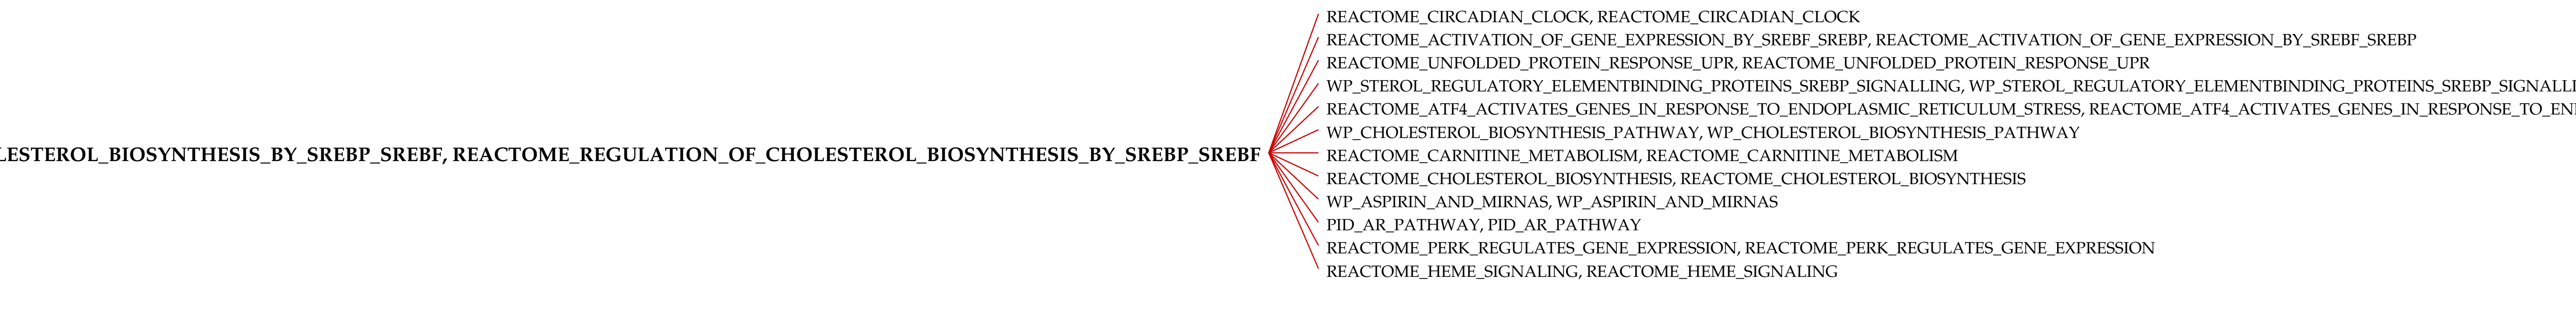 REACTOME_CIRCADIAN_CLOCK, REACTOME_CIRCADIAN_CLOCK
REACTOME_ACTIVATION_OF_GENE_EXPRESSION_BY_SREBF_SREBP, REACTOME_ACTIVATION_OF_GENE_EXPRESSION_BY_SREBF_SREBP
REACTOME_UNFOLDED_PROTEIN_RESPONSE_UPR, REACTOME_UNFOLDED_PROTEIN_RESPONSE_UPR
WP_STEROL_REGULATORY_ELEMENTBINDING_PROTEINS_SREBP_SIGNALLING, WP_STEROL_REGULATORY_ELEMENTBINDING_PROTEINS_SREBP_SIGNALLI
REACTOME_ATF4_ACTIVATES_GENES_IN_RESPONSE_TO_ENDOPLASMIC_RETICULUM_STRESS, REACTOME_ATF4_ACTIVATES_GENES_IN_RESPONSE_TO_EN
WP_CHOLESTEROL_BIOSYNTHESIS_PATHWAY, WP_CHOLESTEROL_BIOSYNTHESIS_PATHWAY
LESTEROL_BIOSYNTHESIS_BY_SREBP_SREBF, REACTOME_REGULATION_OF_CHOLESTEROL_BIOSYNTHESIS_BY_SREBP_SREBF
REACTOME_CARNITINE_METABOLISM, REACTOME_CARNITINE_METABOLISM
REACTOME_CHOLESTEROL_BIOSYNTHESIS, REACTOME_CHOLESTEROL_BIOSYNTHESIS
WP_ASPIRIN_AND_MIRNAS, WP_ASPIRIN_AND_MIRNAS
PID_AR_PATHWAY, PID_AR_PATHWAY
REACTOME_PERK_REGULATES_GENE_EXPRESSION, REACTOME_PERK_REGULATES_GENE_EXPRESSION
REACTOME_HEME_SIGNALING, REACTOME_HEME_SIGNALING